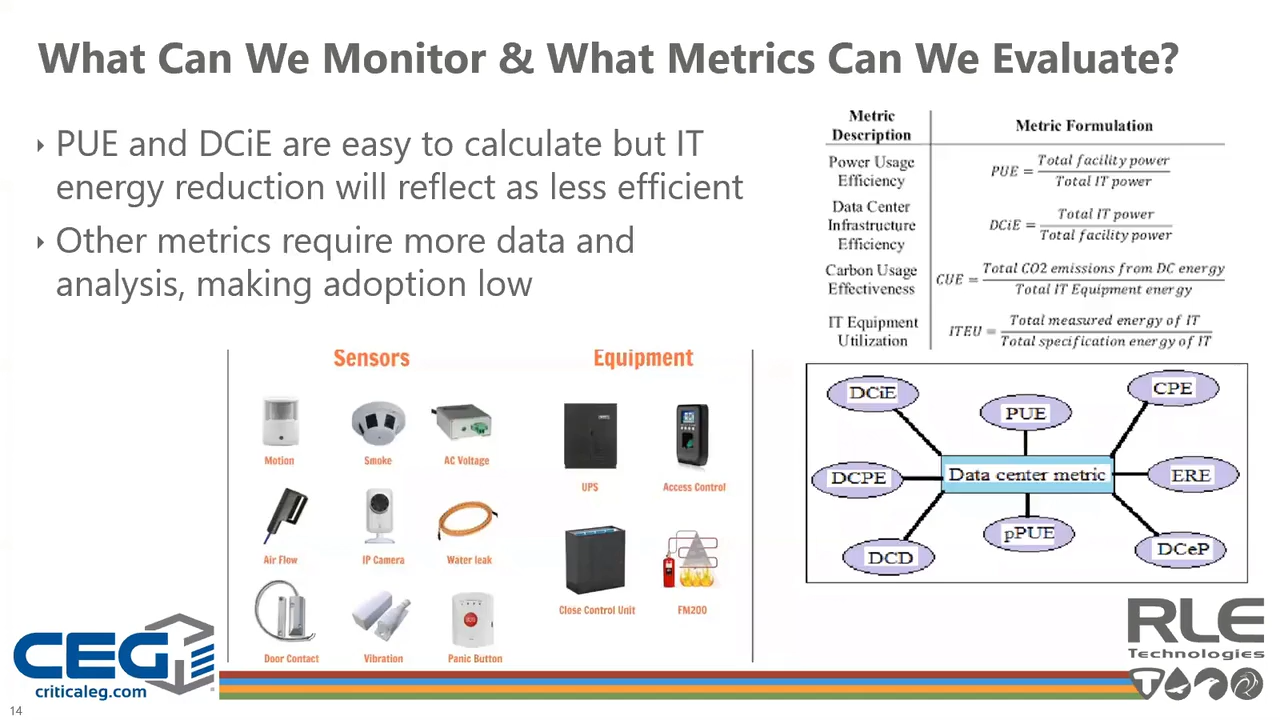 What Can We Monitor & What Metrics Can We Evaluate?
PUE and DCiE are easy to calculate but IT
energy reduction will reflect as less efficient
Other metrics require more data and
analysis, making adoption low
Metric
Description
Metric Formulation
Power Usage
Efficiency
PUE = Total facility power / Total IT power
Data Center
Infrastructure
Efficiency
DCiE = Total IT power / Total facility power
Carbon Usage
Effectiveness
CUE = Total CO2 emissions from DC energy / Total IT Equipment energy
IT Equipment
Utilization
ITEU = Total measured energy of IT / Total specification energy of IT
Sensors
Motion
Smoke
AC Voltage
Air Flow
IP Camera
Water leak
Door Contact
Vibration
Panic Button
Equipment
UPS
Access Control
Close Control Unit
FM200
DCiE
PUE
CPE
DCPE
Data center metric
ERE
DCD
pPUE
DCeP
CEG
criticaleg.com
RLE
Technologies
14